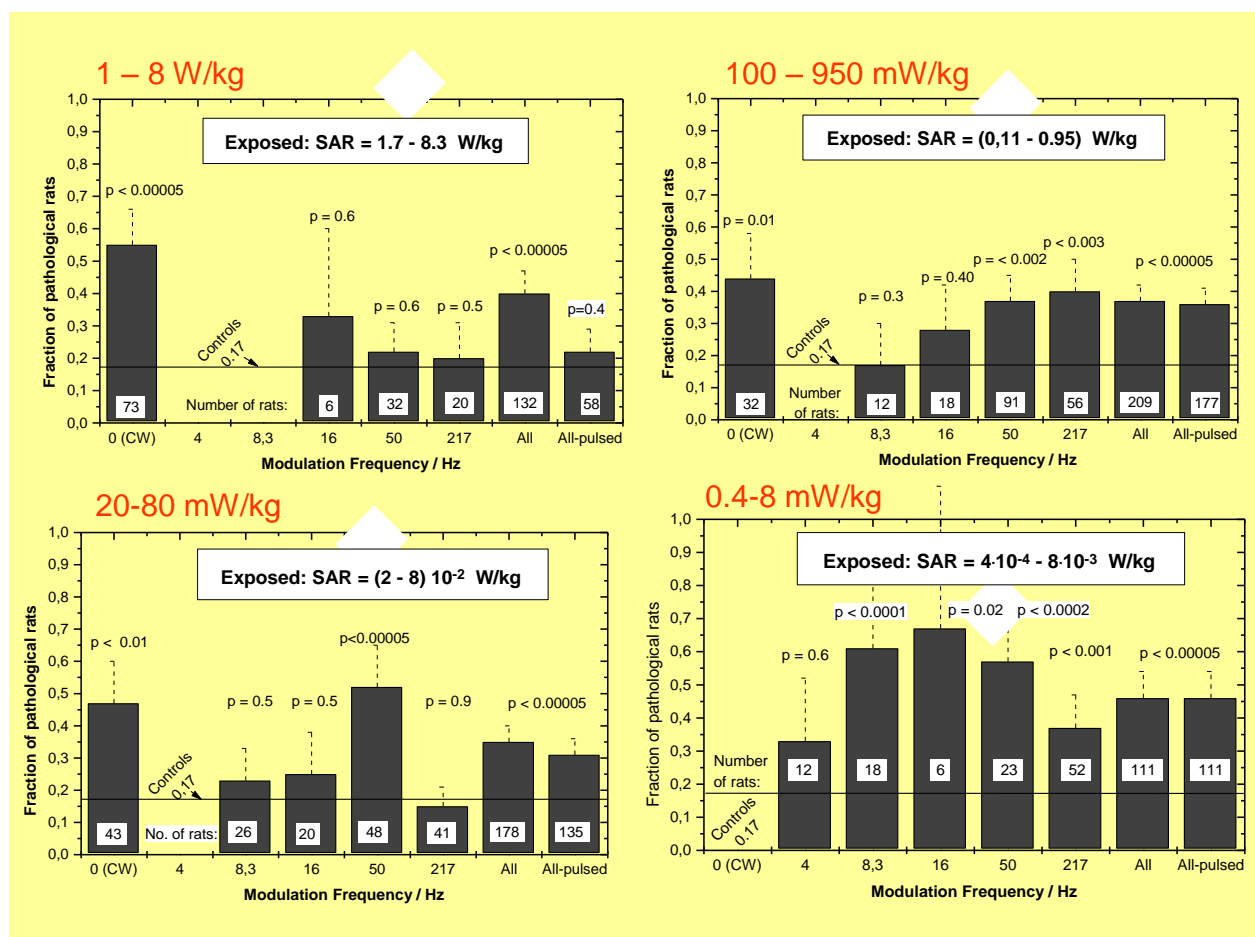 1 – 8 W/kg
Exposed: SAR = 1.7 - 8.3 W/kg
Fraction of pathological rats
1,0
0,9
0,8
0,7
0,6
0,5
0,4
0,3
0,2
0,1
0,0
p < 0.00005
p = 0.6
p = 0.6
p = 0.5
p < 0.00005
p=0.4
Controls
0.17
Number of rats:
73
6
32
20
132
58
0 (CW) 4 8,3 16 50 217 All All-pulsed
Modulation Frequency / Hz
100 – 950 mW/kg
Exposed: SAR = (0,11 - 0.95) W/kg
Fraction of pathological rats
1,0
0,9
0,8
0,7
0,6
0,5
0,4
0,3
0,2
0,1
0,0
p = 0.01
p = 0.3
p = 0.40
p = < 0.002
p < 0.003
p < 0.00005
Controls
0.17
Number
of rats:
32
12
18
91
56
209
177
0 (CW) 4 8,3 16 50 217 All All-pulsed
Modulation Frequency / Hz
20-80 mW/kg
Exposed: SAR = (2 - 8) 10-2 W/kg
Fraction of pathological rats
1,0
0,9
0,8
0,7
0,6
0,5
0,4
0,3
0,2
0,1
0,0
p < 0.01
p = 0.5
p = 0.5
p<0.00005
p = 0.9
p < 0.00005
Controls
0,17
No. of rats:
43
26
20
48
41
178
135
0 (CW) 4 8,3 16 50 217 All All-pulsed
Modulation Frequency / Hz
0.4-8 mW/kg
Exposed: SAR = 4·10-4 - 8·10-3 W/kg
Fraction of pathological rats
1,0
0,9
0,8
0,7
0,6
0,5
0,4
0,3
0,2
0,1
0,0
p = 0.6
p < 0.0001
p = 0.02
p < 0.0002
p < 0.001
p < 0.00005
Number
of rats:
Controls
0.17
12
18
6
23
52
111
111
0 (CW) 4 8,3 16 50 217 All All-pulsed
Modulation Frequency / Hz